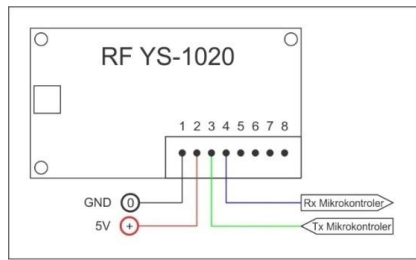 RF YS-1020
1 2 3 4 5 6 7 8
GND 0
Rx Mikrokontroler
5V +
Tx Mikrokontroler